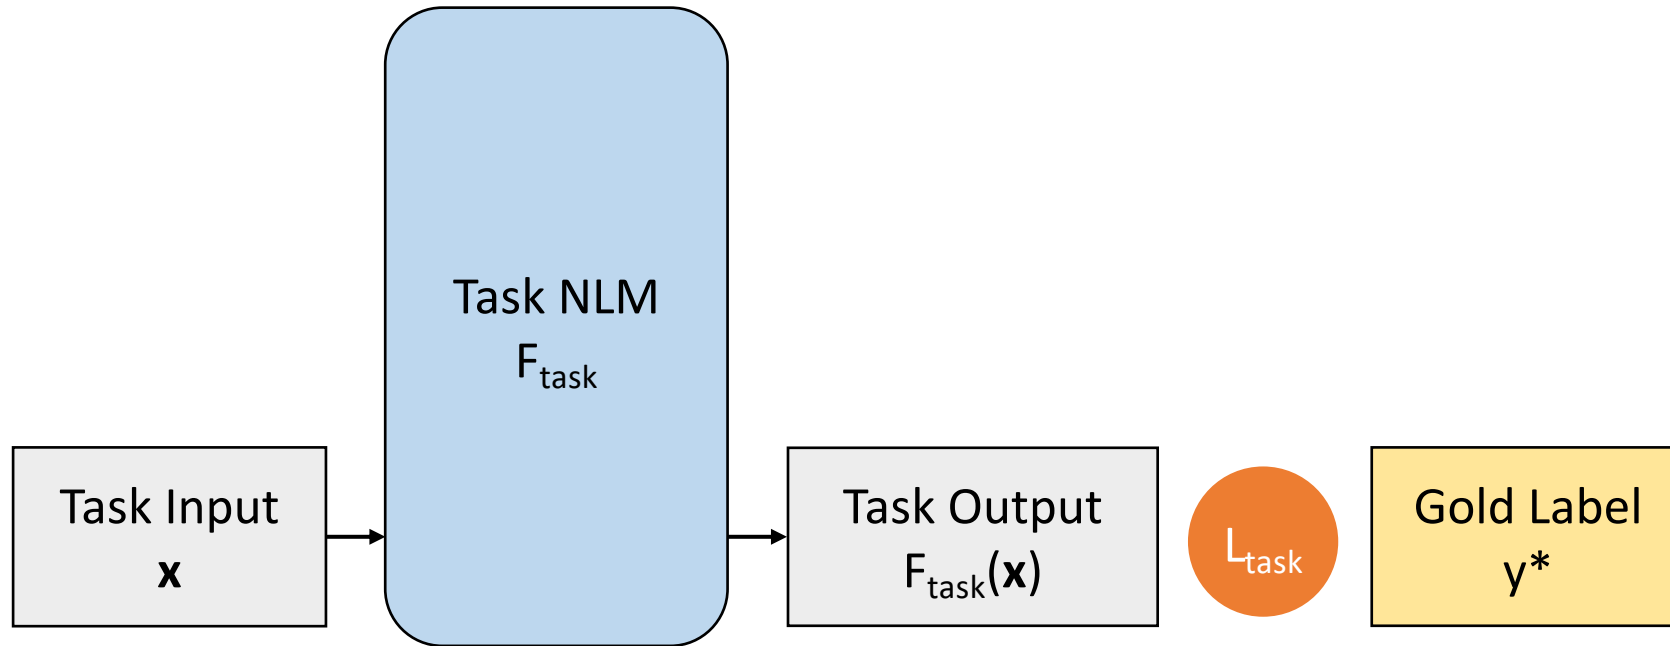 Task NLM
F_task
Task Input
x
Task Output
F_task(x)
L_task
Gold Label
y*